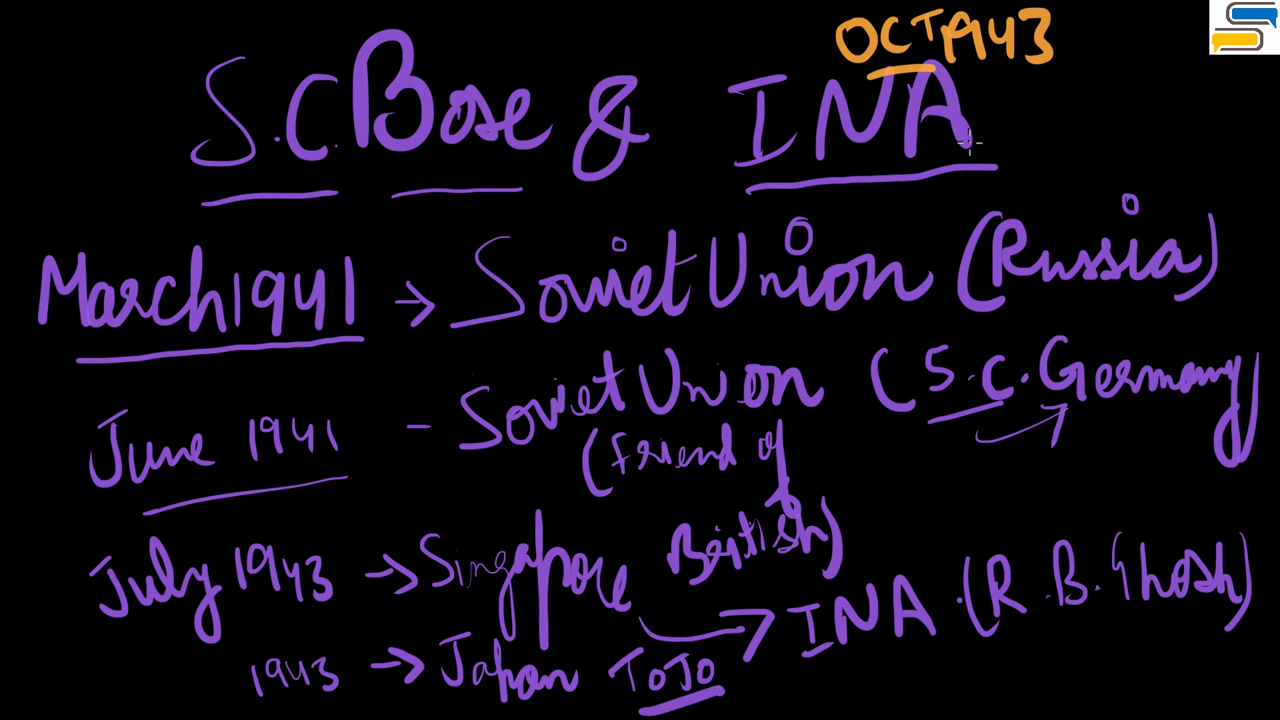 OCT 1943
S.C. Bose & INA
March 1941 → Soviet Union (Russia)
June 1941 - Soviet Union (S.C. Germany)
(friend of
British)
July 1943 → Singapore → INA. (R. B. Ghosh)
1943 → Japan TOJO